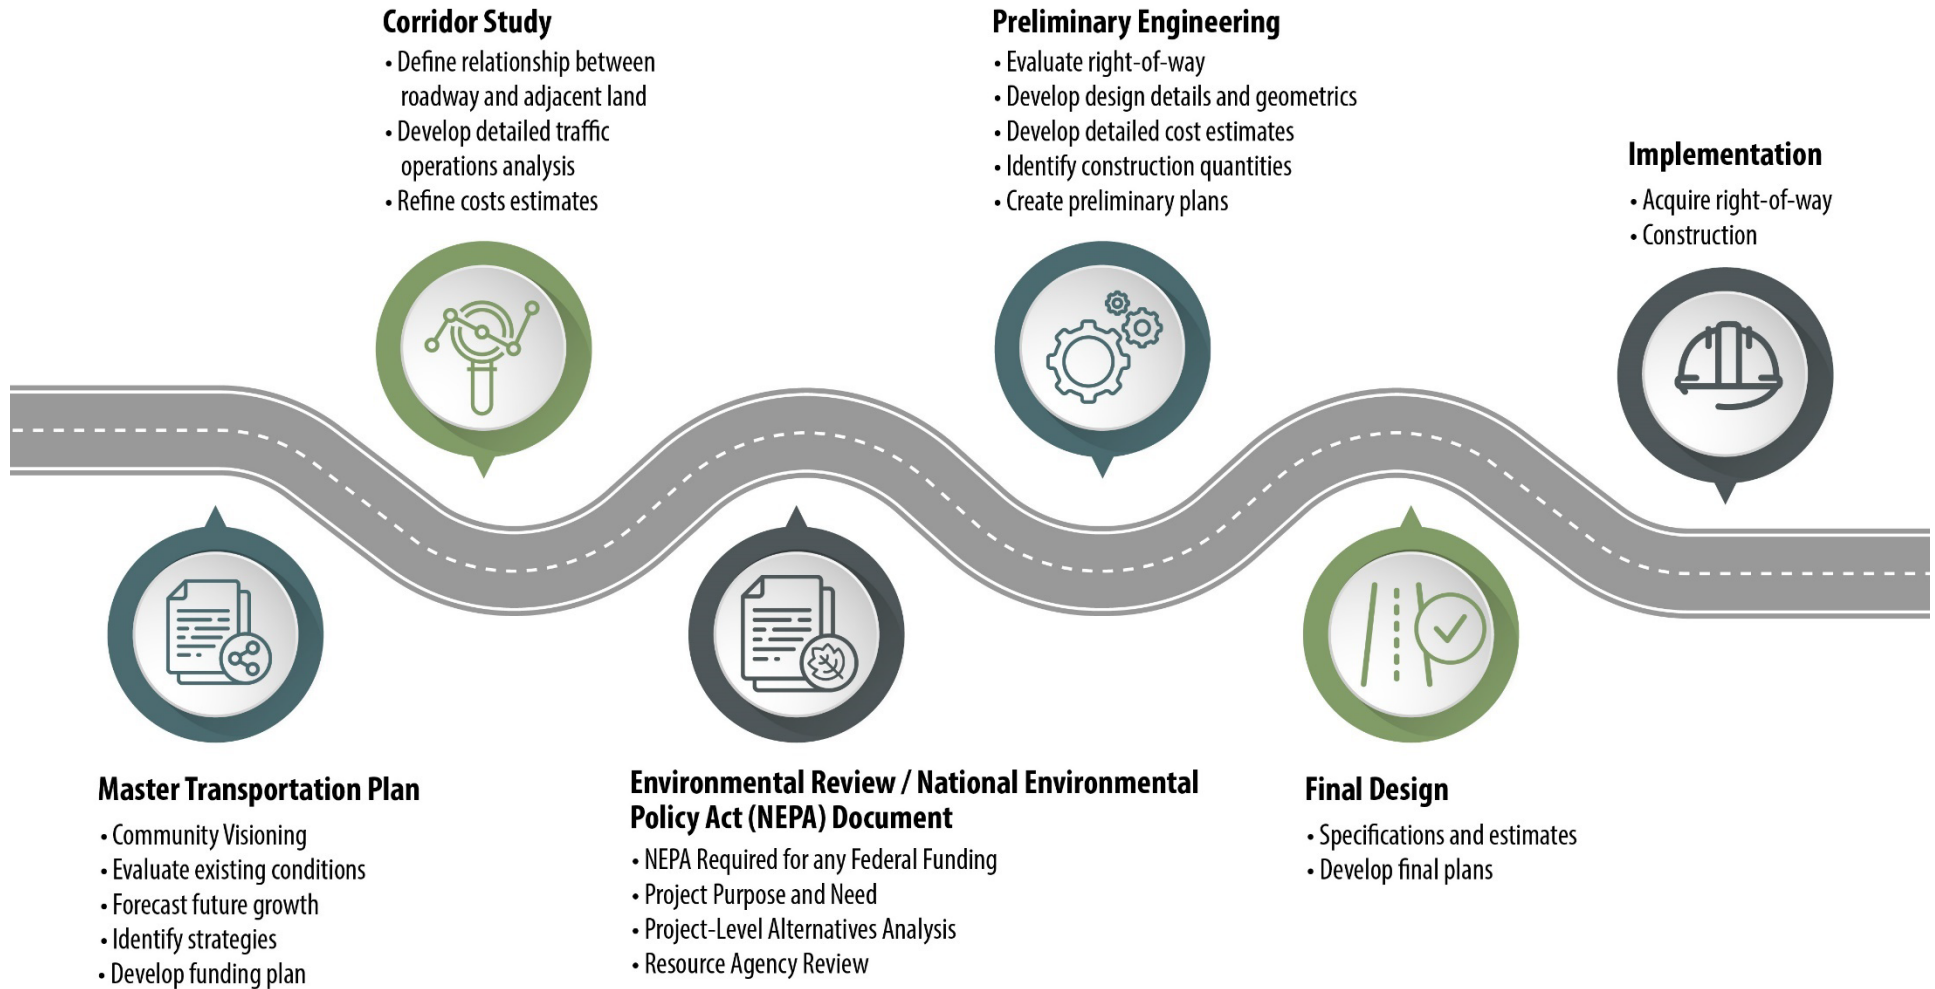 Corridor Study
• Define relationship between
roadway and adjacent land
• Develop detailed traffic
operations analysis
• Refine costs estimates
Preliminary Engineering
• Evaluate right-of-way
• Develop design details and geometrics
• Develop detailed cost estimates
• Identify construction quantities
• Create preliminary plans
Implementation
• Acquire right-of-way
• Construction
Master Transportation Plan
• Community Visioning
• Evaluate existing conditions
• Forecast future growth
• Identify strategies
• Develop funding plan
Environmental Review / National Environmental
Policy Act (NEPA) Document
• NEPA Required for any Federal Funding
• Project Purpose and Need
• Project-Level Alternatives Analysis
• Resource Agency Review
Final Design
• Specifications and estimates
• Develop final plans